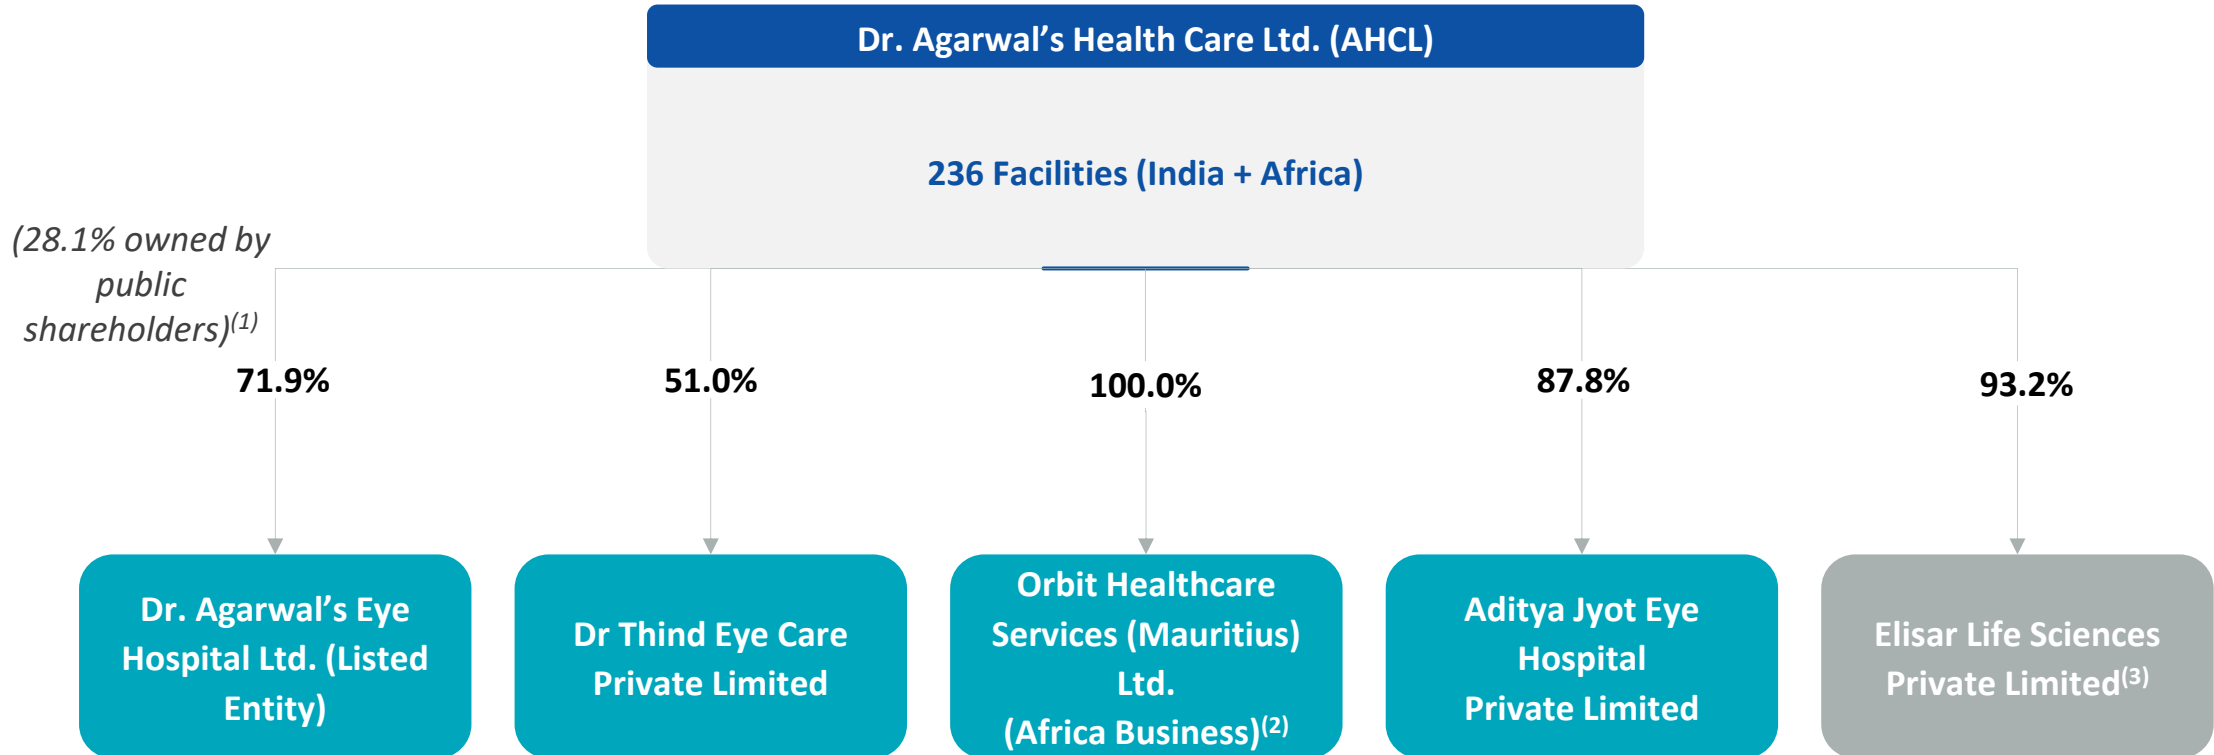 Dr. Agarwal’s Health Care Ltd. (AHCL)
236 Facilities (India + Africa)
(28.1% owned by
public
shareholders)(1)
71.9%
51.0%
100.0%
87.8%
93.2%
Dr. Agarwal’s Eye
Hospital Ltd. (Listed
Entity)
Dr Thind Eye Care
Private Limited
Orbit Healthcare
Services (Mauritius)
Ltd.
(Africa Business)(2)
Aditya Jyot Eye
Hospital
Private Limited
Elisar Life Sciences
Private Limited(3)